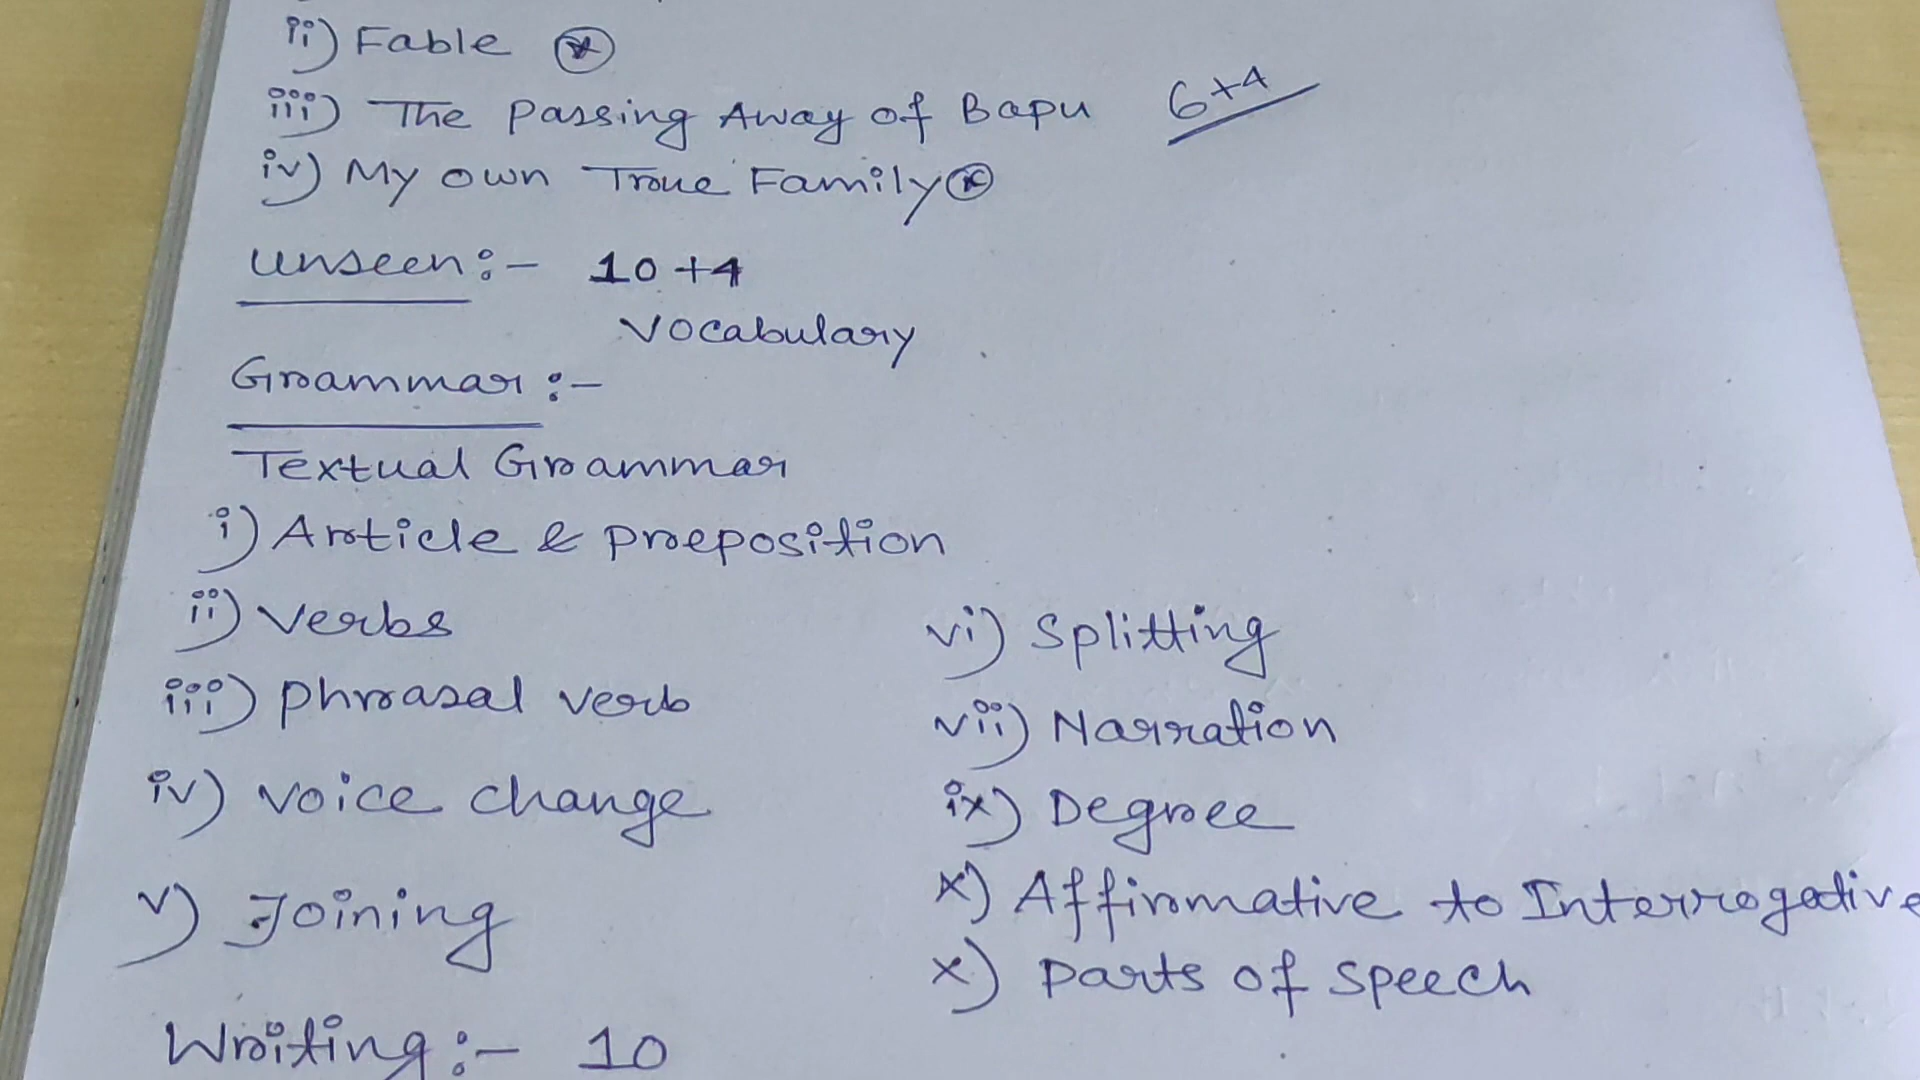 ii) Fable
iii) The Passing Away of Bapu 6+4
iv) My own True Family
Unseen:- 10+4
Vocabulary
Grammar:-
Textual Grammar
i) Article & Preposition
ii) Verbs
iii) Phrasal verb
iv) Voice change
v) Joining
vi) Splitting
vii) Narration
ix) Degree
x) Affirmative to Interrogative
x) Parts of Speech
Writing:- 10